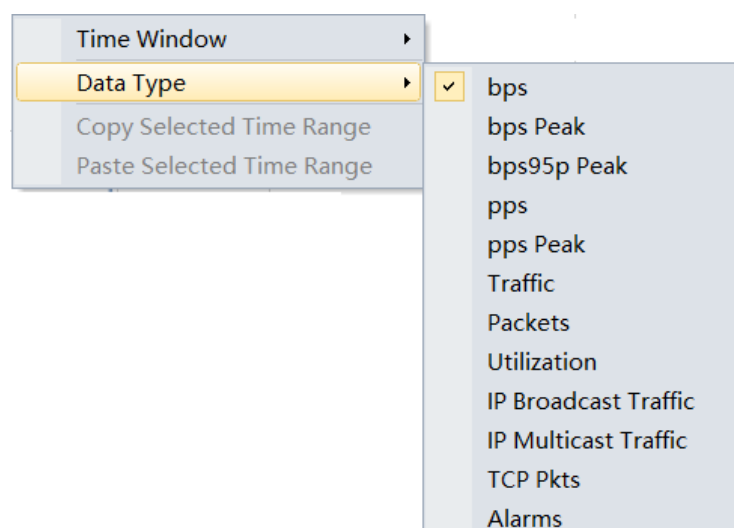 Time Window
Data Type
Copy Selected Time Range
Paste Selected Time Range
bps
bps Peak
bps95p Peak
pps
pps Peak
Traffic
Packets
Utilization
IP Broadcast Traffic
IP Multicast Traffic
TCP Pkts
Alarms